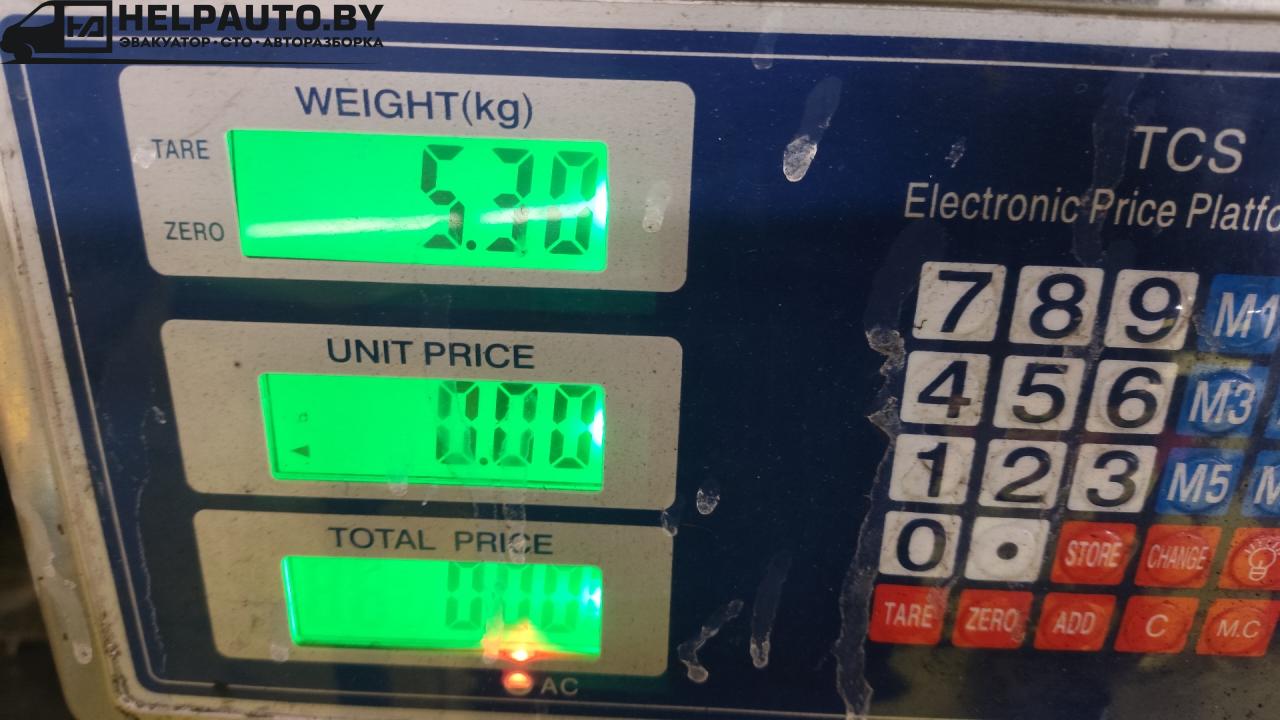 HELPAUTO.BY
ЭВАКУАТОР·СТО·АВТОРАЗБОРКА
WEIGHT(kg)
TARE
5.30
ZERO
UNIT PRICE
0.00
TOTAL PRICE
0.00
AC
TCS
Electronic Price
7 8 9 M1
4 5 6 M3
1 2 3 M5
0 . STORE CHANGE
TARE ZERO ADD C M.C